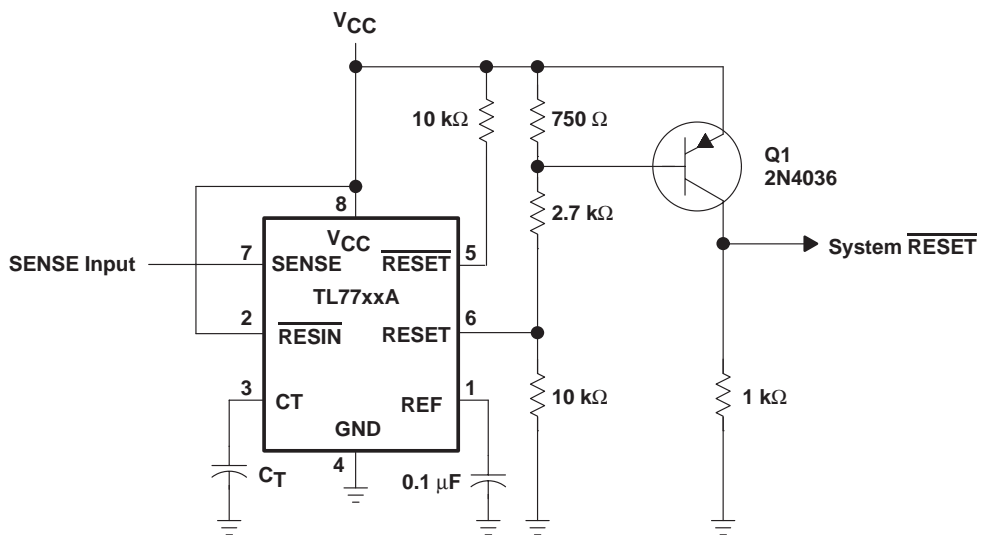 VCC
10 kΩ
750 Ω
Q1
2N4036
2.7 kΩ
8
VCC
7
SENSE Input
SENSE
RESET
5
System RESET
TL77xxA
2
RESIN
RESET
6
3
CT
REF
1
10 kΩ
1 kΩ
GND
4
CT
0.1 μF